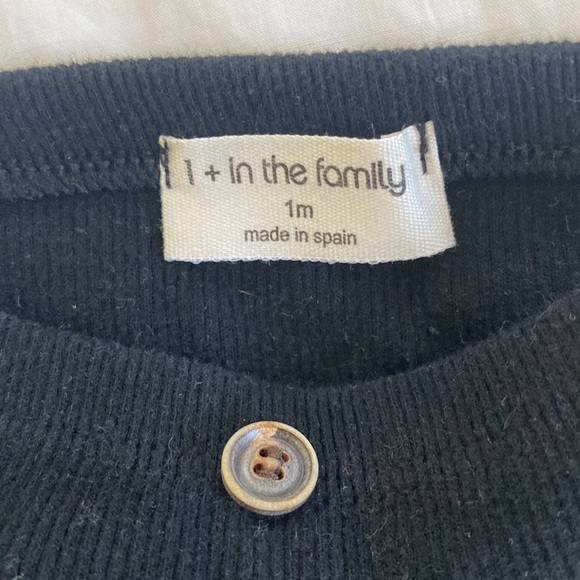 1 + in the family
1m
made in spain